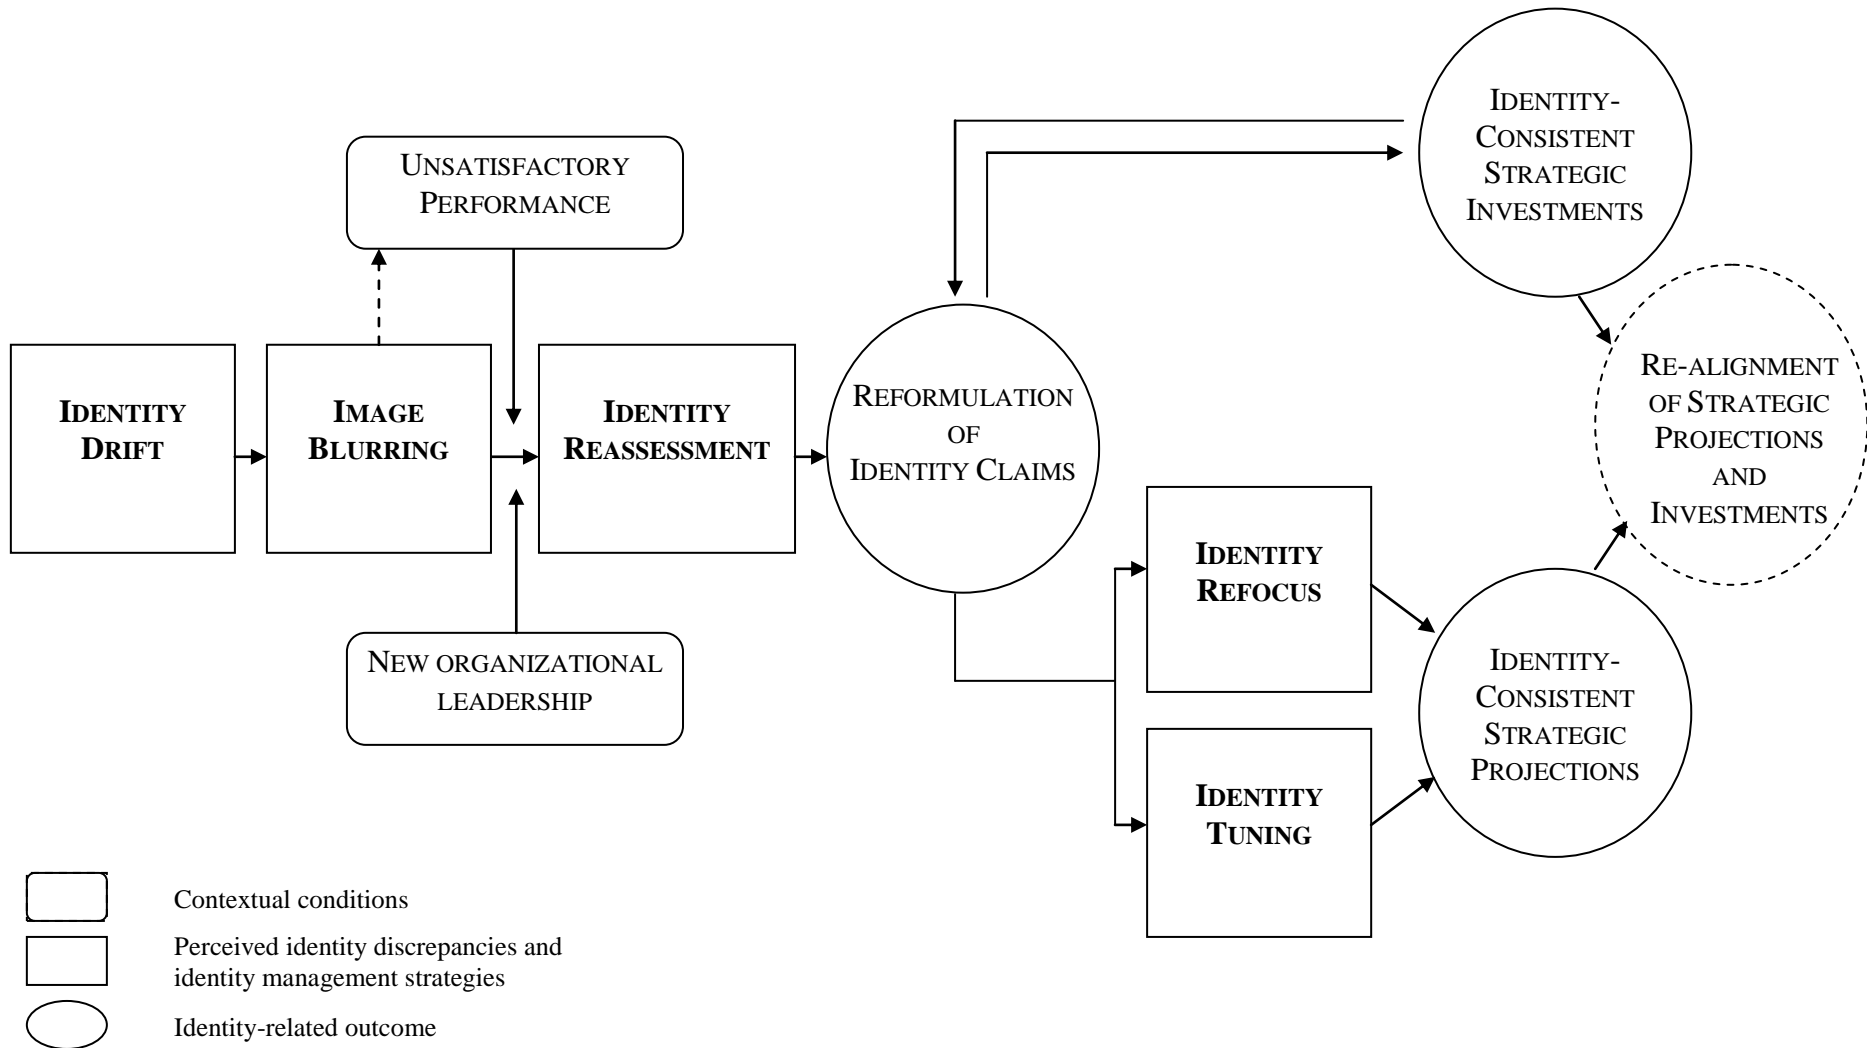 UNSATISFACTORY
PERFORMANCE
IDENTITY
DRIFT
IMAGE
BLURRING
IDENTITY
REASSESSMENT
NEW ORGANIZATIONAL
LEADERSHIP
REFORMULATION
OF
IDENTITY CLAIMS
IDENTITY-
CONSISTENT
STRATEGIC
INVESTMENTS
IDENTITY
REFOCUS
IDENTITY
TUNING
IDENTITY-
CONSISTENT
STRATEGIC
PROJECTIONS
RE-ALIGNMENT
OF STRATEGIC
PROJECTIONS
AND
INVESTMENTS
Contextual conditions
Perceived identity discrepancies and
identity management strategies
Identity-related outcome